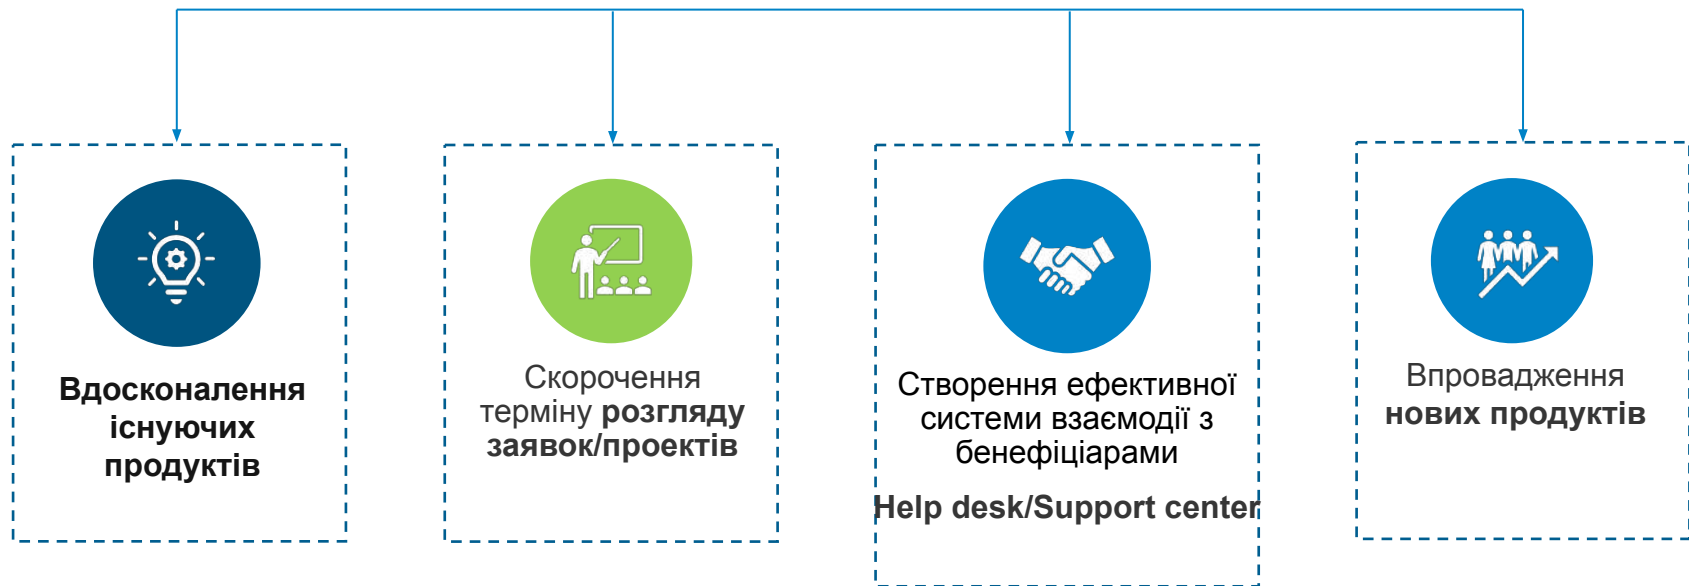 Вдосконалення
існуючих
продуктів
Скорочення
терміну розгляду
заявок/проектів
Створення ефективної
системи взаємодії з
бенефіціарами
Help desk/Support center
Впровадження
нових продуктів